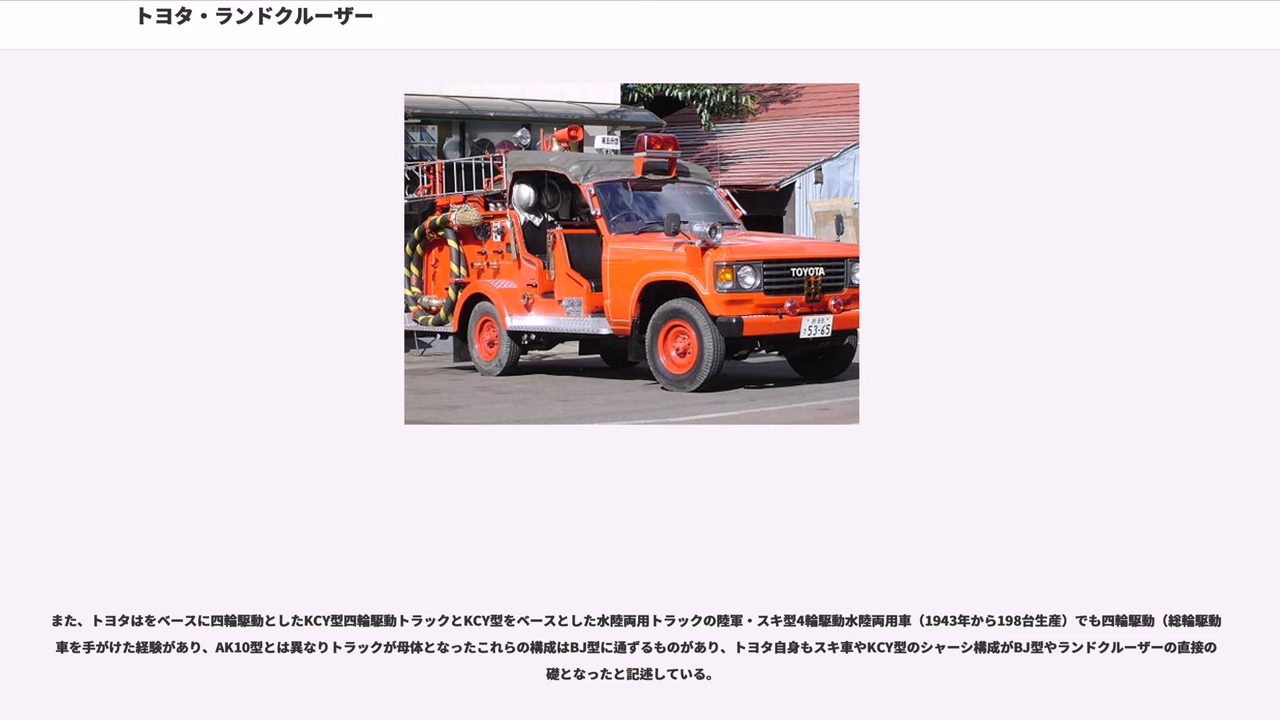 トヨタ・ランドクルーザー
TOYOTA
53-65
また、トヨタはをベースに四輪駆動としたKCY型四輪駆動トラックとKCY型をベースとした水陸両用トラックの陸軍・スキ型4輪駆動水陸両用車（1943年から198台生産）でも四輪駆動（総輪駆動
車を手がけた経験があり、AK10型とは異なりトラックが母体となったこれらの構成はBJ型に通ずるものがあり、トヨタ自身もスキ車やKCY型のシャーシ構成がBJ型やランドクルーザーの直接の
礎となったと記述している。